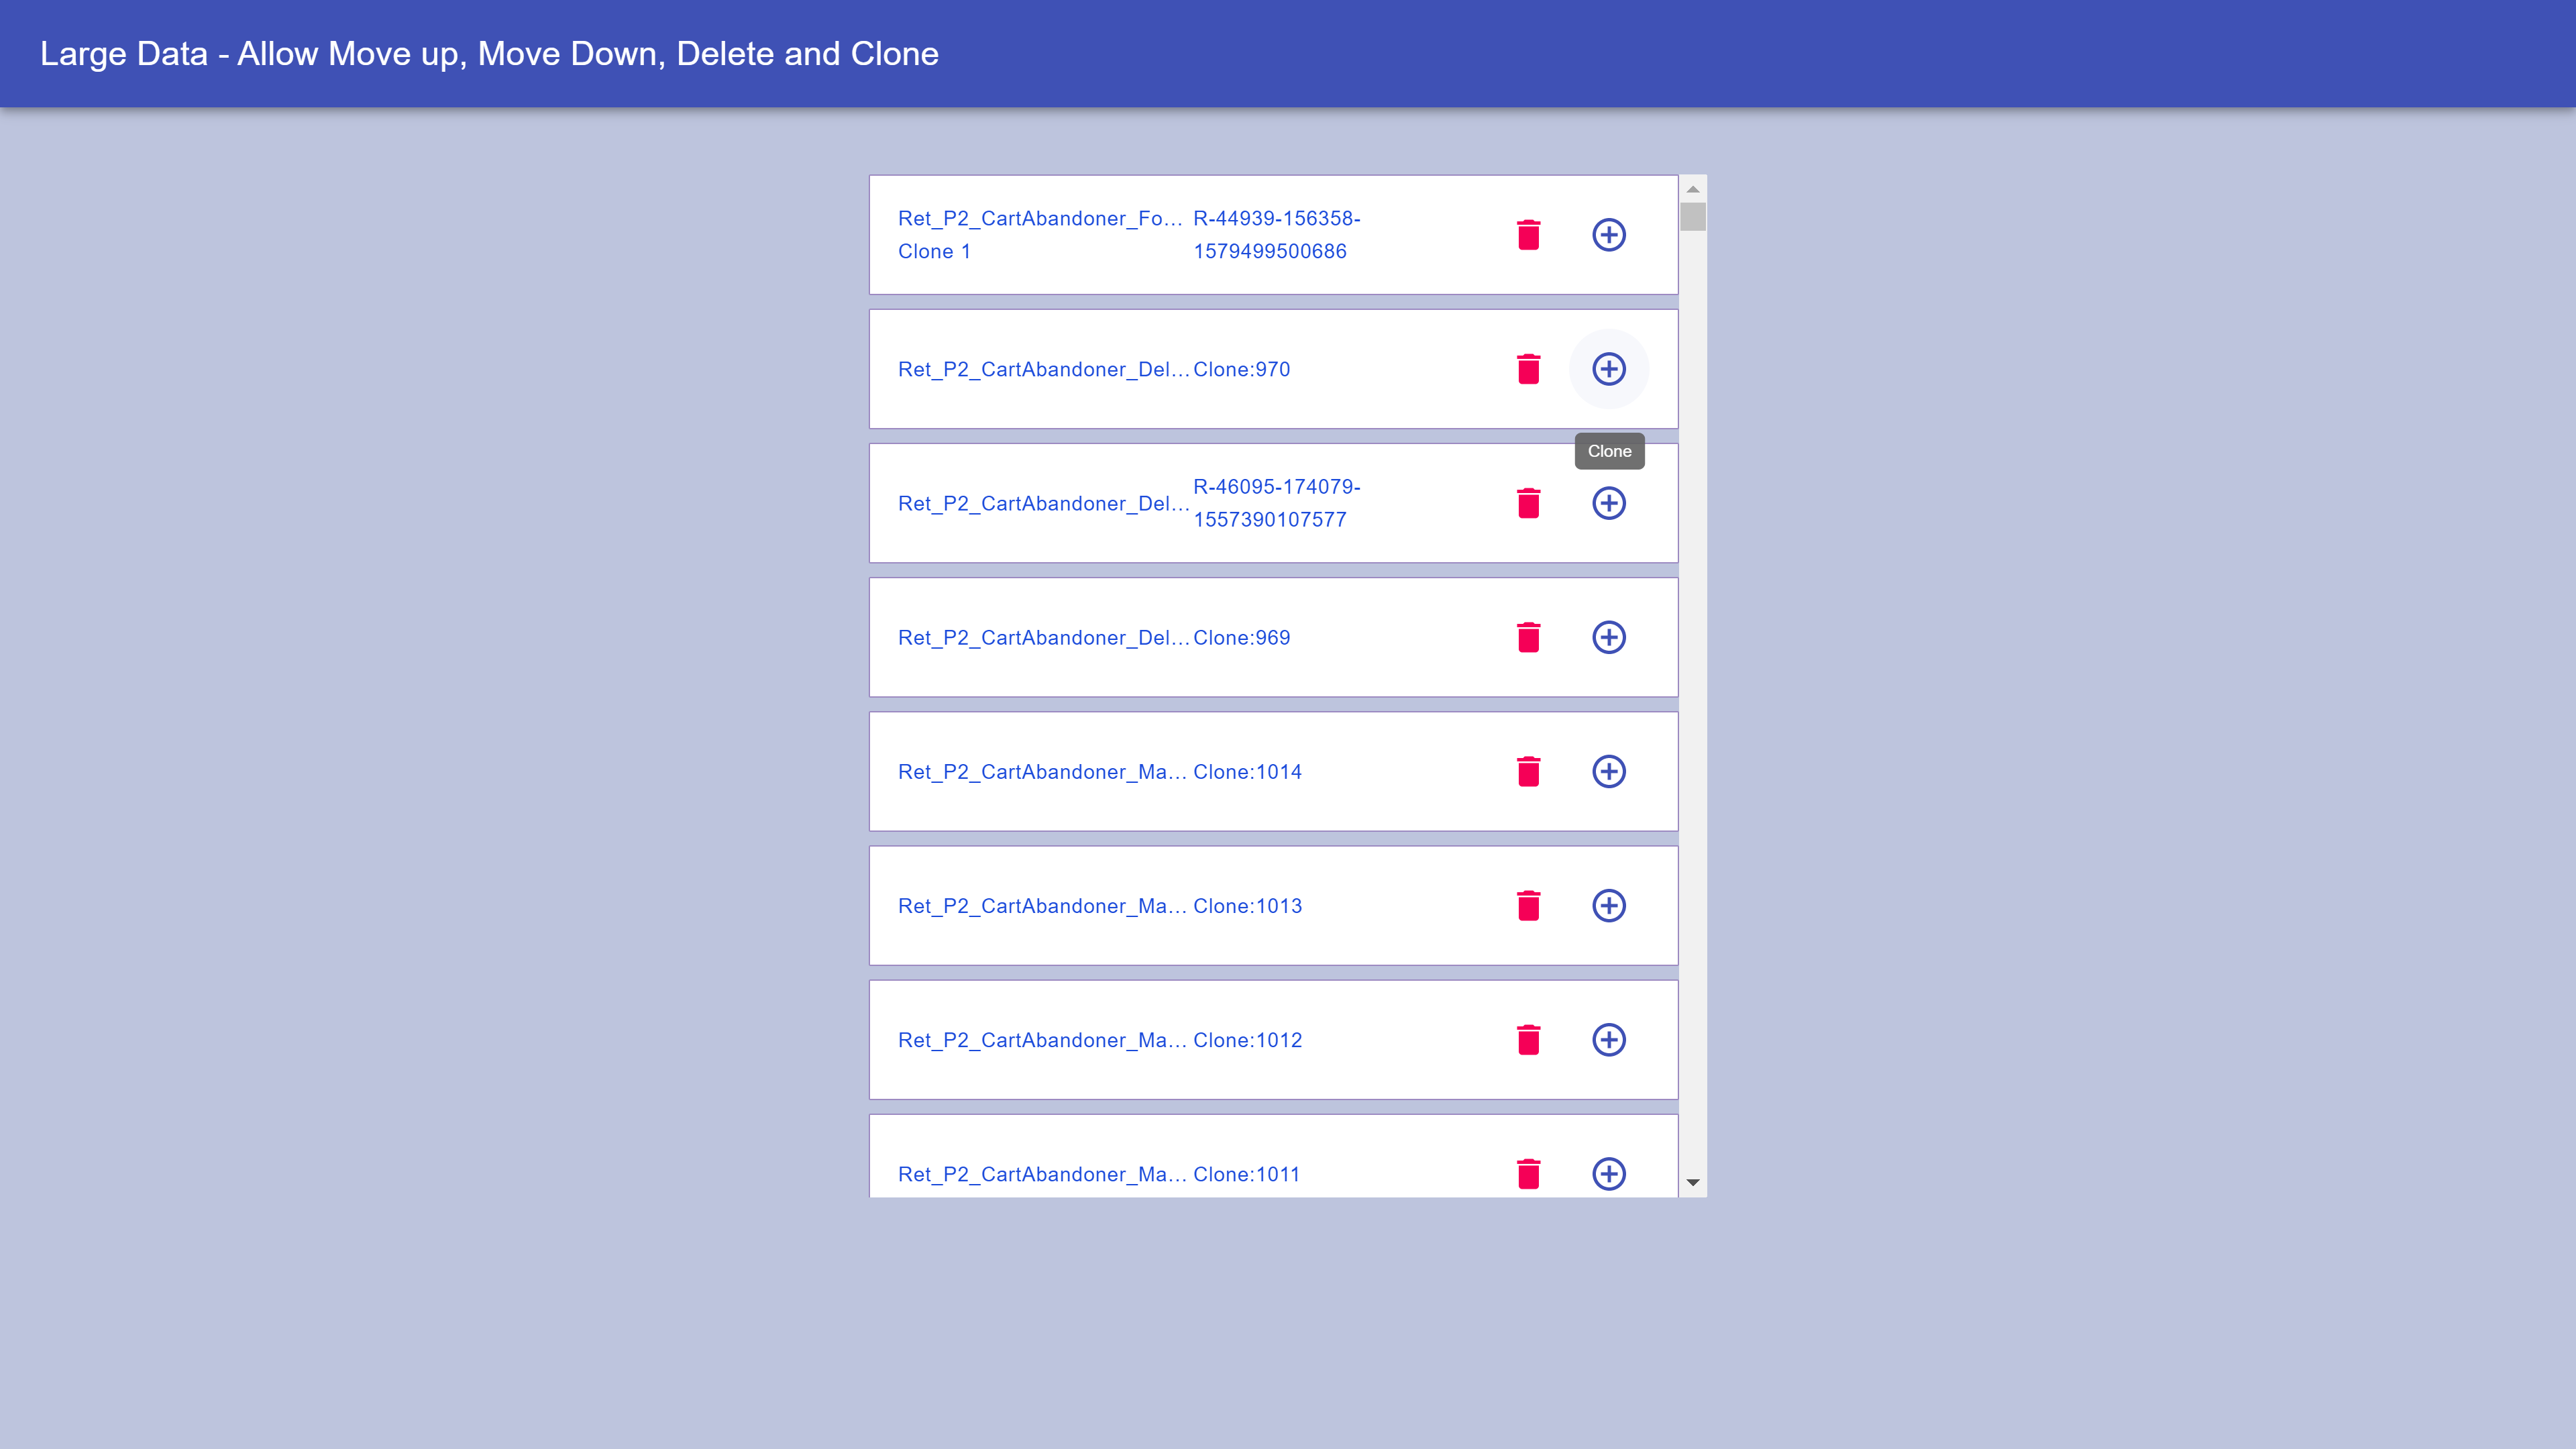 Large Data - Allow Move up, Move Down, Delete and Clone
Ret_P2_CartAbandoner_Fo... R-44939-156358-
Clone 1 1579499500686
Ret_P2_CartAbandoner_Del... Clone:970
Clone
Ret_P2_CartAbandoner_Del... R-46095-174079-
1557390107577
Ret_P2_CartAbandoner_Del... Clone:969
Ret_P2_CartAbandoner_Ma... Clone:1014
Ret_P2_CartAbandoner_Ma... Clone:1013
Ret_P2_CartAbandoner_Ma... Clone:1012
Ret_P2_CartAbandoner_Ma... Clone:1011